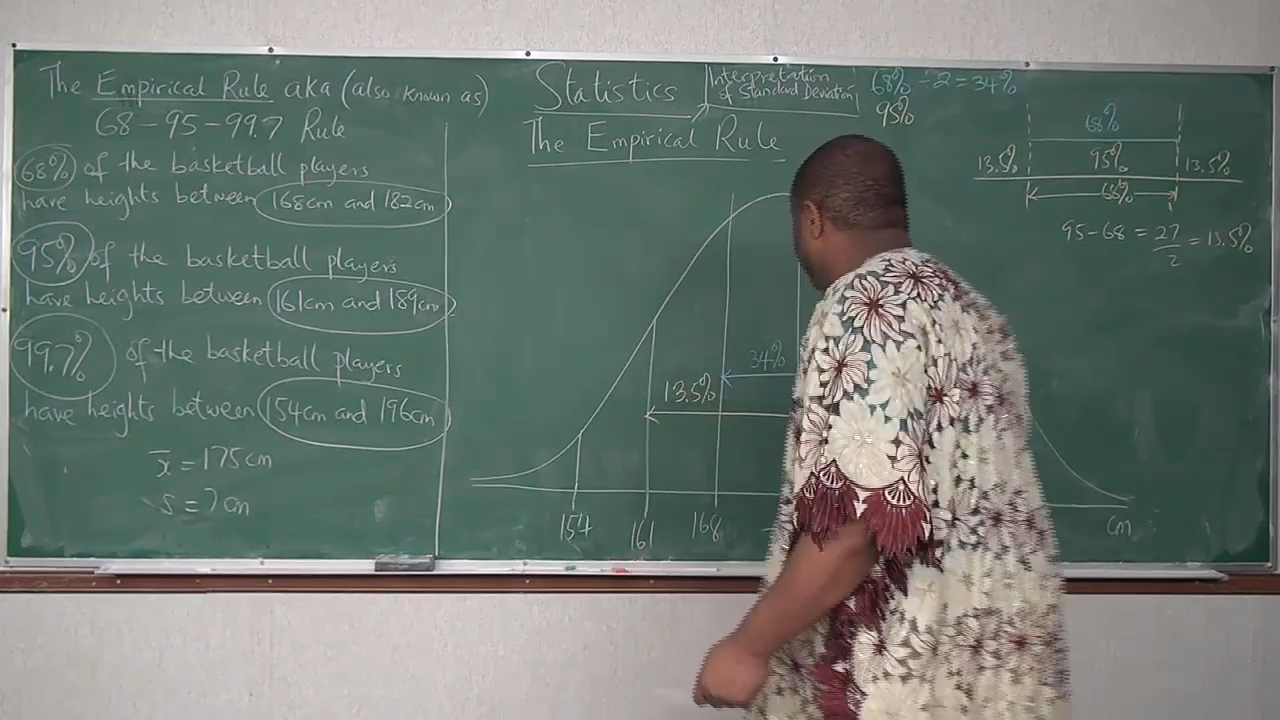 The Empirical Rule aka (also known as)
68-95-99.7 Rule
68% of the basketball players
have heights between 168cm and 182cm
95% of the basketball players
have heights between 161cm and 189cm
99.7% of the basketball players
have heights between 154cm and 196cm
x̄ = 175cm
s = 7cm
Statistics
Interpretation
of Standard Deviation
The Empirical Rule
68% ÷ 2 = 34%
95%
34%
13.5%
154 161 168 cm
68%
13.5% 95% 13.5%
68%
95-68 = 27/2 = 13.5%